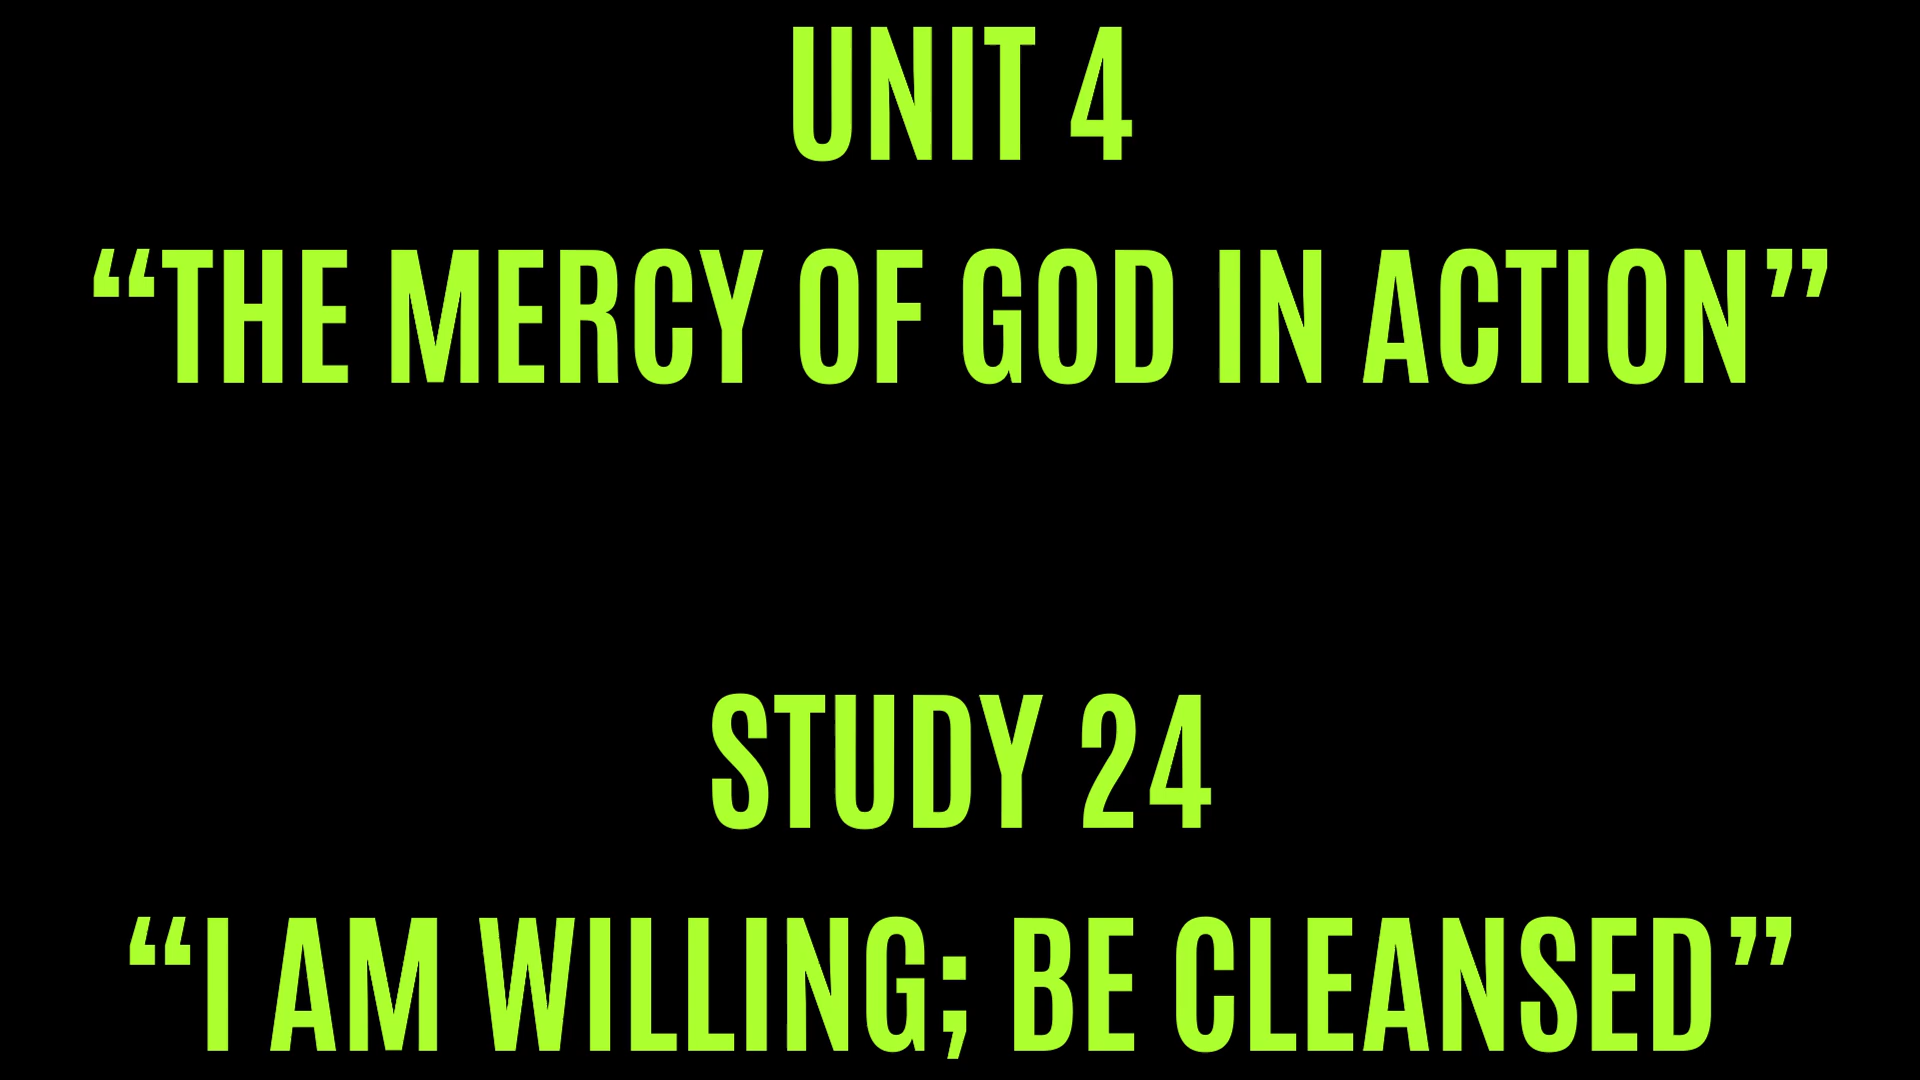 UNIT 4
“THE MERCY OF GOD IN ACTION”
STUDY 24
“I AM WILLING; BE CLEANSED”